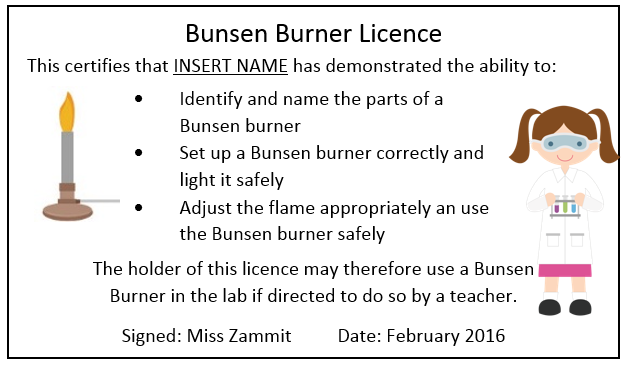 Bunsen Burner Licence
This certifies that INSERT NAME has demonstrated the ability to:
• Identify and name the parts of a
Bunsen burner
• Set up a Bunsen burner correctly and
light it safely
• Adjust the flame appropriately an use
the Bunsen burner safely
The holder of this licence may therefore use a Bunsen
Burner in the lab if directed to do so by a teacher.
Signed: Miss Zammit Date: February 2016